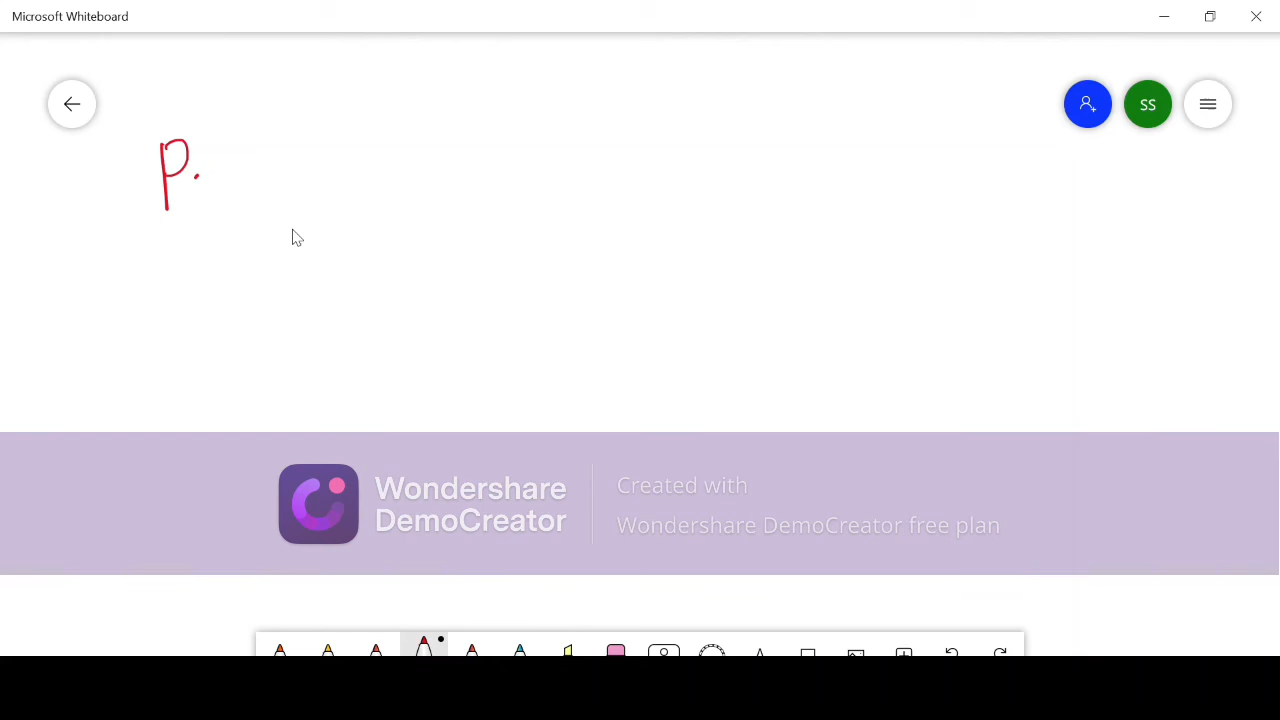 Microsoft Whiteboard
SS
P.
Wondershare
DemoCreator
Created with
Wondershare DemoCreator free plan